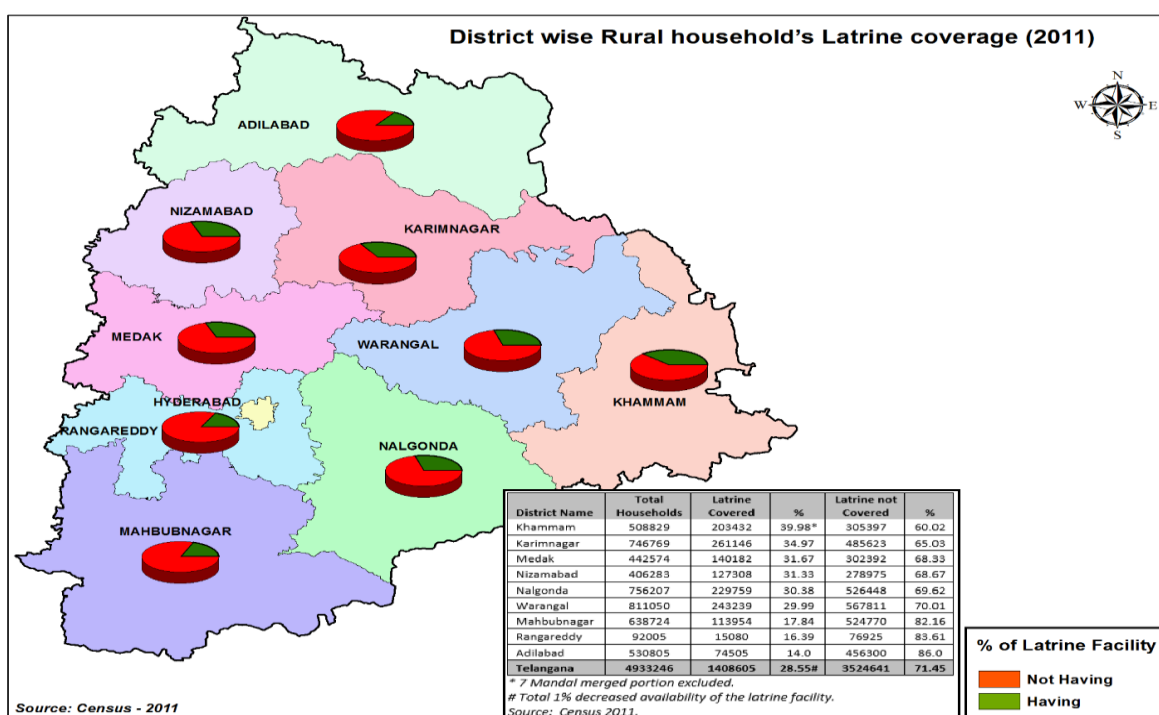 District wise Rural household's Latrine coverage (2011)
N
W E
S
ADILABAD
NIZAMABAD
KARIMNAGAR
MEDAK
WARANGAL
KHAMMAM
HYDERABAD
RANGAREDDY
NALGONDA
MAHBUBNAGAR
District Name Total Households Latrine Covered % Latrine not Covered %
Khammam 508829 203432 39.98* 305397 60.02
Karimnagar 746769 261146 34.97 485623 65.03
Medak 442574 140182 31.67 302392 68.33
Nizamabad 406283 127308 31.33 278975 68.67
Nalgonda 756207 229759 30.38 526448 69.62
Warangal 811050 243239 29.99 567811 70.01
Mahbubnagar 638724 113954 17.84 524770 82.16
Rangareddy 92005 15080 16.39 76925 83.61
Adilabad 530805 74505 14.0 456300 86.0
Telangana 4933246 1408605 28.55# 3524641 71.45
* 7 Mandal merged portion excluded.
# Total 1% decreased availability of the latrine facility.
Source: Census 2011.
% of Latrine Facility
Not Having
Having
Source: Census - 2011